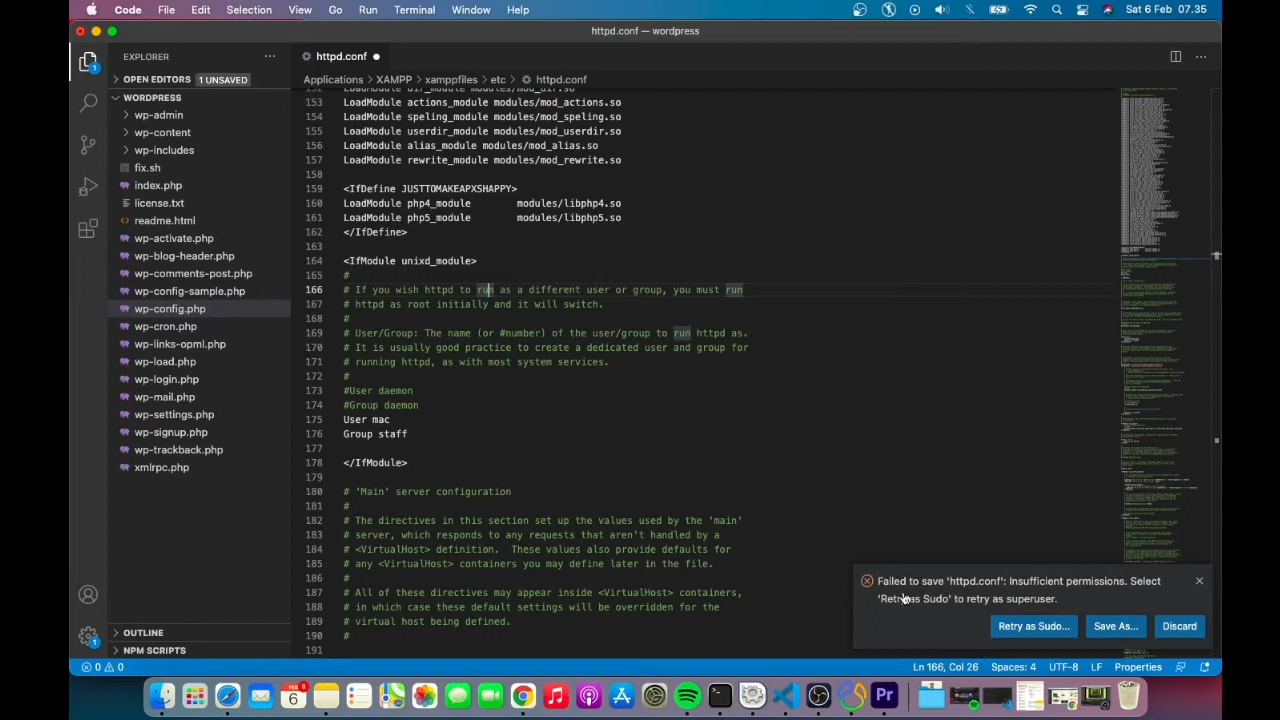 Code File Edit Selection View Go Run Terminal Window Help Sat 6 Feb 07.35
httpd.conf — wordpress
EXPLORER
httpd.conf
OPEN EDITORS 1 UNSAVED
Applications > XAMPP > xamppfiles > etc > httpd.conf
WORDPRESS
wp-admin
wp-content
wp-includes
fix.sh
index.php
license.txt
readme.html
wp-activate.php
wp-blog-header.php
wp-comments-post.php
wp-config-sample.php
wp-config.php
wp-cron.php
wp-links-opml.php
wp-load.php
wp-login.php
wp-mail.php
wp-settings.php
wp-signup.php
wp-trackback.php
xmlrpc.php
OUTLINE
NPM SCRIPTS
152 LoadModule dir_module modules/mod_dir.so
153 LoadModule actions_module modules/mod_actions.so
154 LoadModule speling_module modules/mod_speling.so
155 LoadModule userdir_module modules/mod_userdir.so
156 LoadModule alias_module modules/mod_alias.so
157 LoadModule rewrite_module modules/mod_rewrite.so
158
159 <IfDefine JUSTTOMAKEAPXSHAPPY>
160 LoadModule php4_module modules/libphp4.so
161 LoadModule php5_module modules/libphp5.so
162 </IfDefine>
163
164 <IfModule unixd_module>
165 #
166 # If you wish httpd to run as a different user or group, you must run
167 # httpd as root initially and it will switch.
168 #
169 # User/Group: The name (or #number) of the user/group to run httpd as.
170 # It is usually good practice to create a dedicated user and group for
171 # running httpd, as with most system services.
172 #
173 #User daemon
174 #Group daemon
175 User mac
176 Group staff
177
178 </IfModule>
179
180 # 'Main' server configuration
181 #
182 # The directives in this section set up the values used by the 'main'
183 # server, which responds to any requests that aren't handled by a
184 # <VirtualHost> definition. These values also provide defaults for
185 # any <VirtualHost> containers you may define later in the file.
186 #
187 # All of these directives may appear inside <VirtualHost> containers,
188 # in which case these default settings will be overridden for the
189 # virtual host being defined.
190 #
191
Failed to save 'httpd.conf': Insufficient permissions. Select
'Retry as Sudo' to retry as superuser.
Retry as Sudo... Save As... Discard
0 0 Ln 166, Col 26 Spaces: 4 UTF-8 LF Properties
FEB
6
Pr